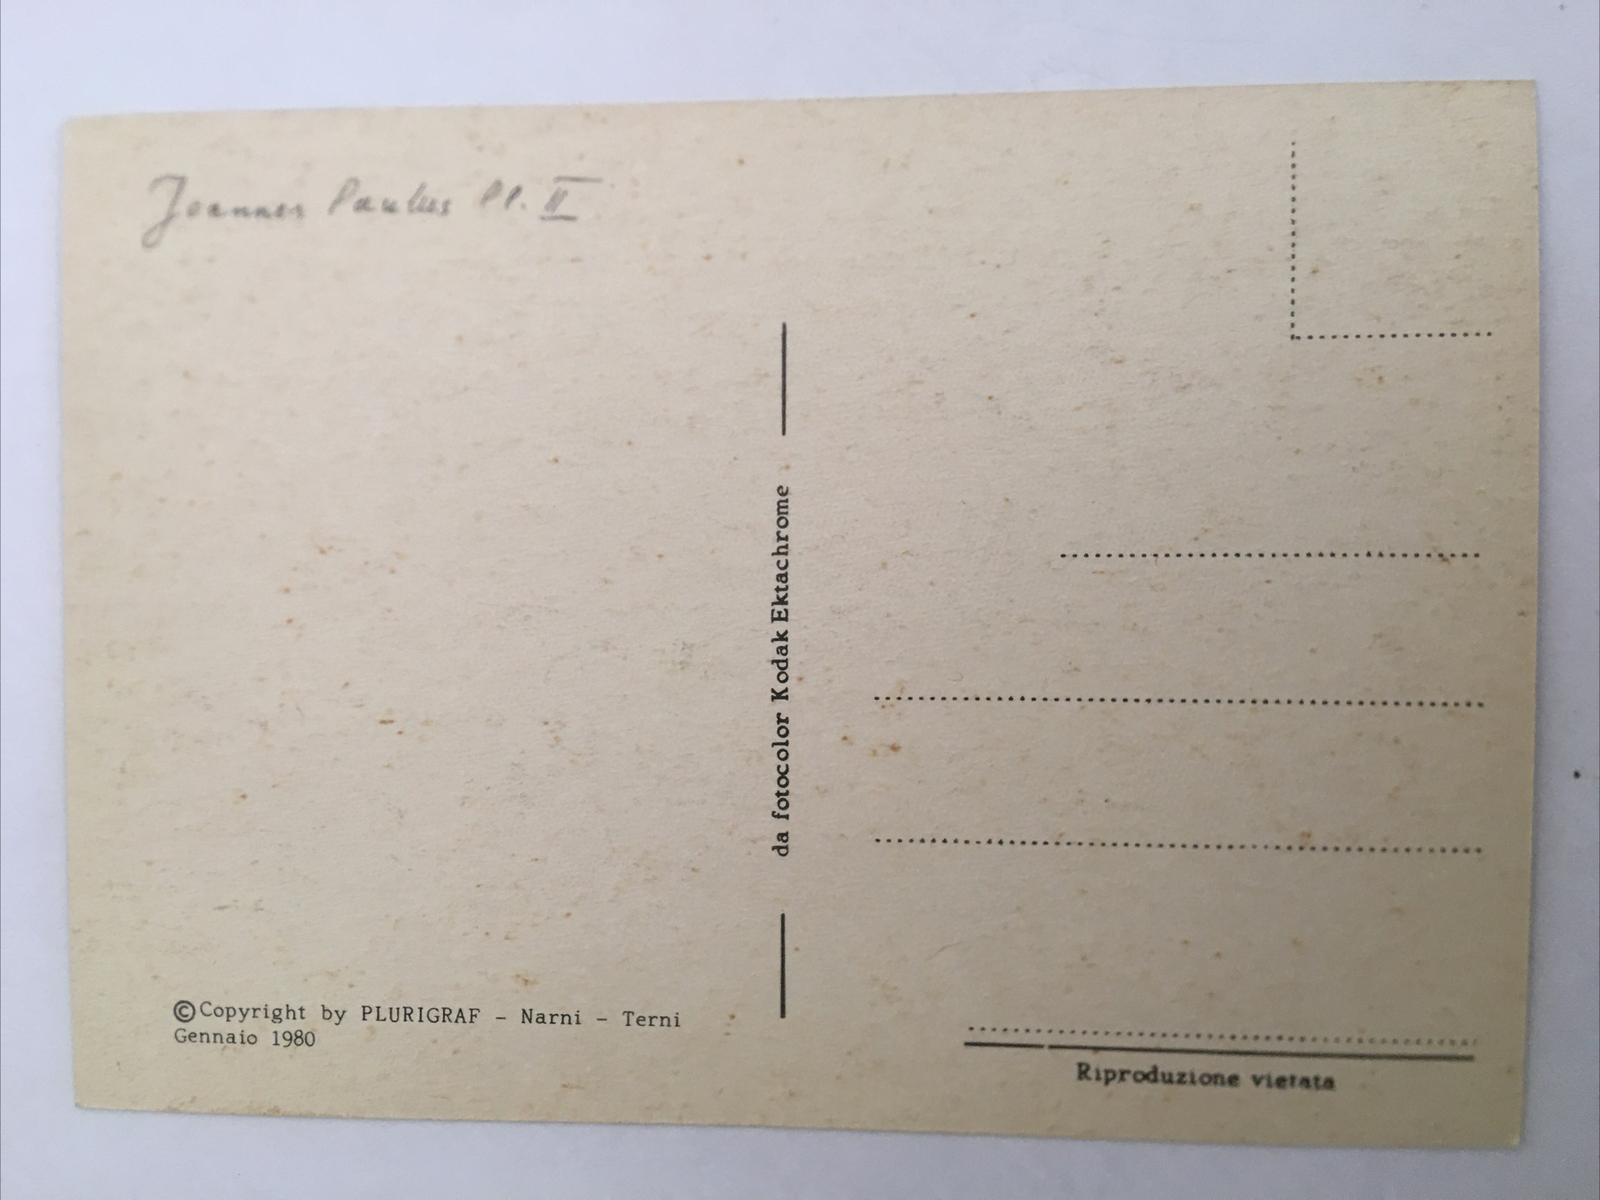 Joannes Paulus PP. II
da fotocolor Kodak Ektachrome
©Copyright by PLURIGRAF - Narni - Terni
Gennaio 1980
Riproduzione vietata